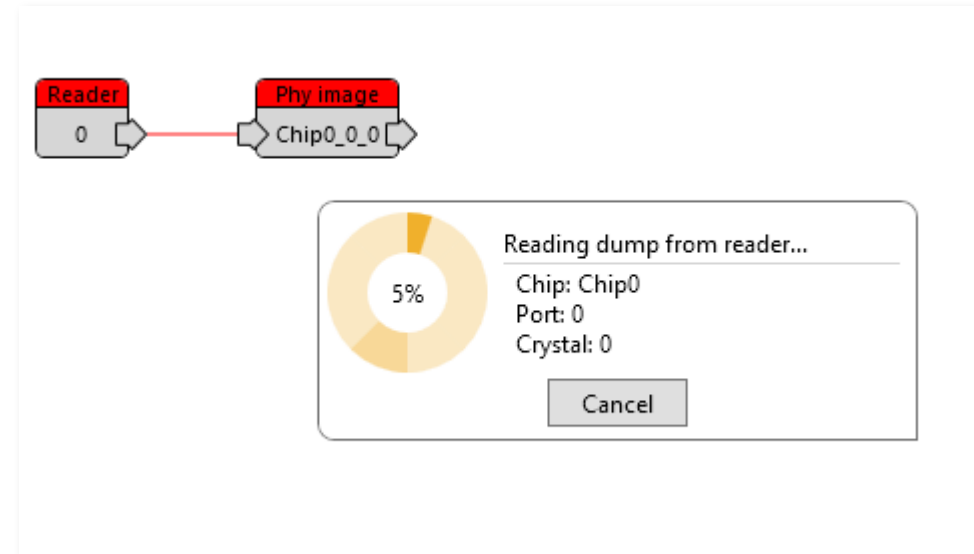 Reader
0
Phy image
Chip0_0_0
5%
Reading dump from reader...
Chip: Chip0
Port: 0
Crystal: 0
Cancel